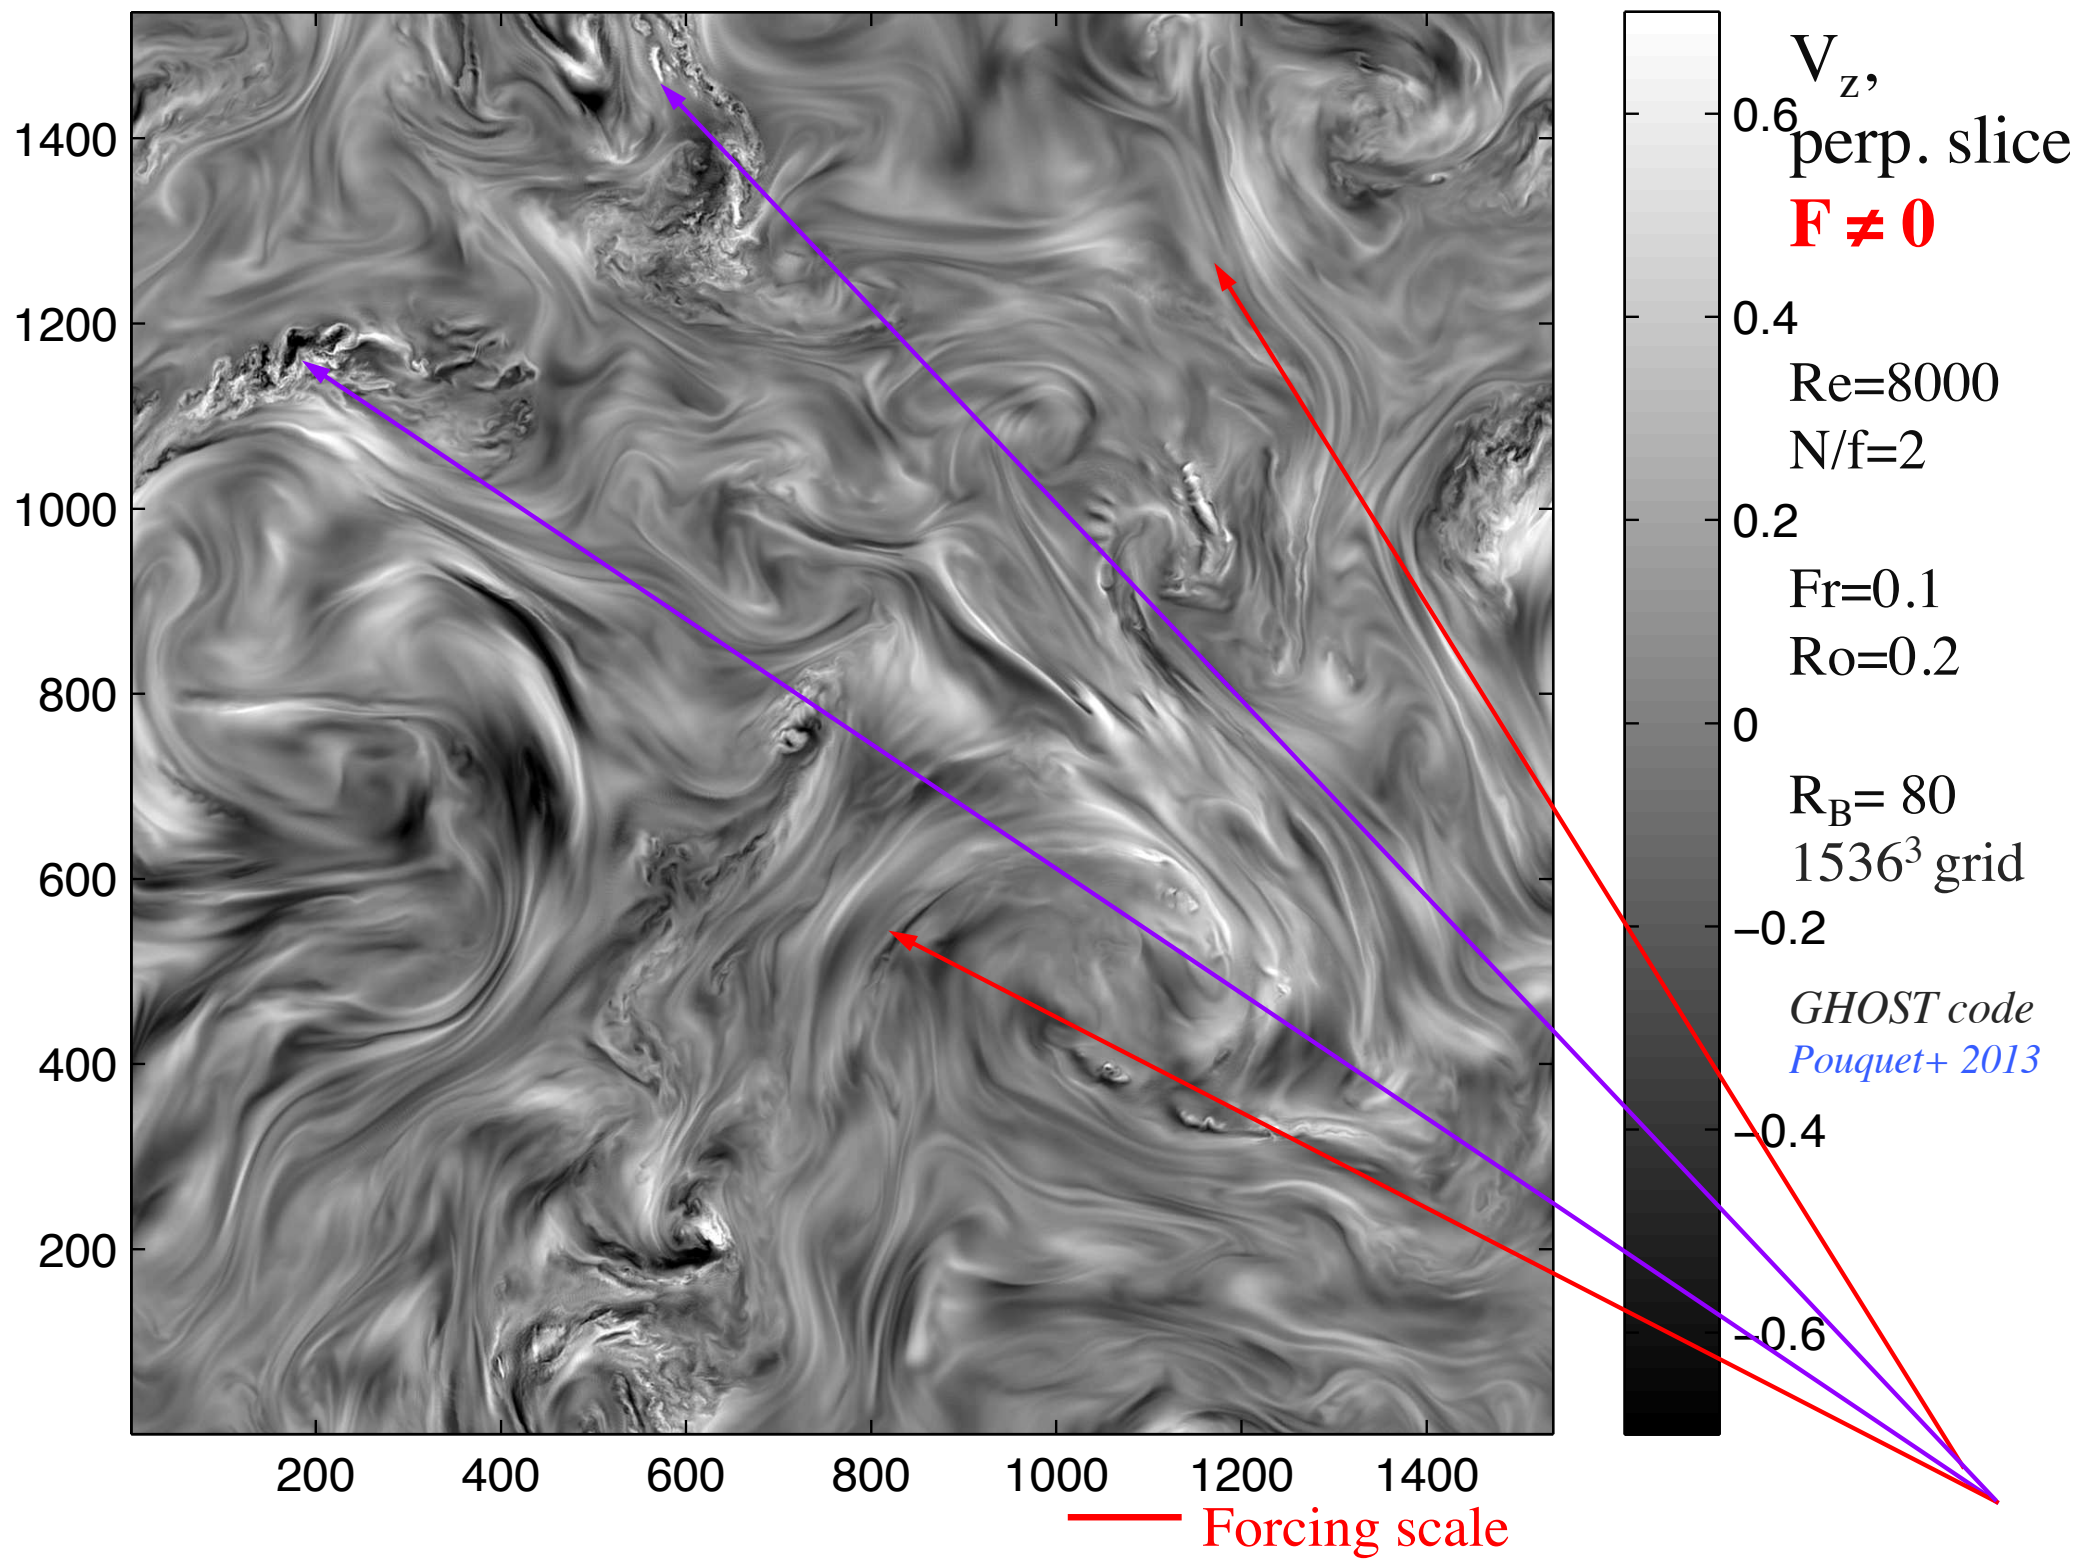 V_z,
perp. slice
F ≠ 0
Re=8000
N/f=2
Fr=0.1
Ro=0.2
R_B= 80
1536³ grid
GHOST code
Pouquet+ 2013
1400
1200
1000
800
600
400
200
200 400 600 800 1000 1200 1400
0.6
0.4
0.2
0
−0.2
−0.4
−0.6
Forcing scale